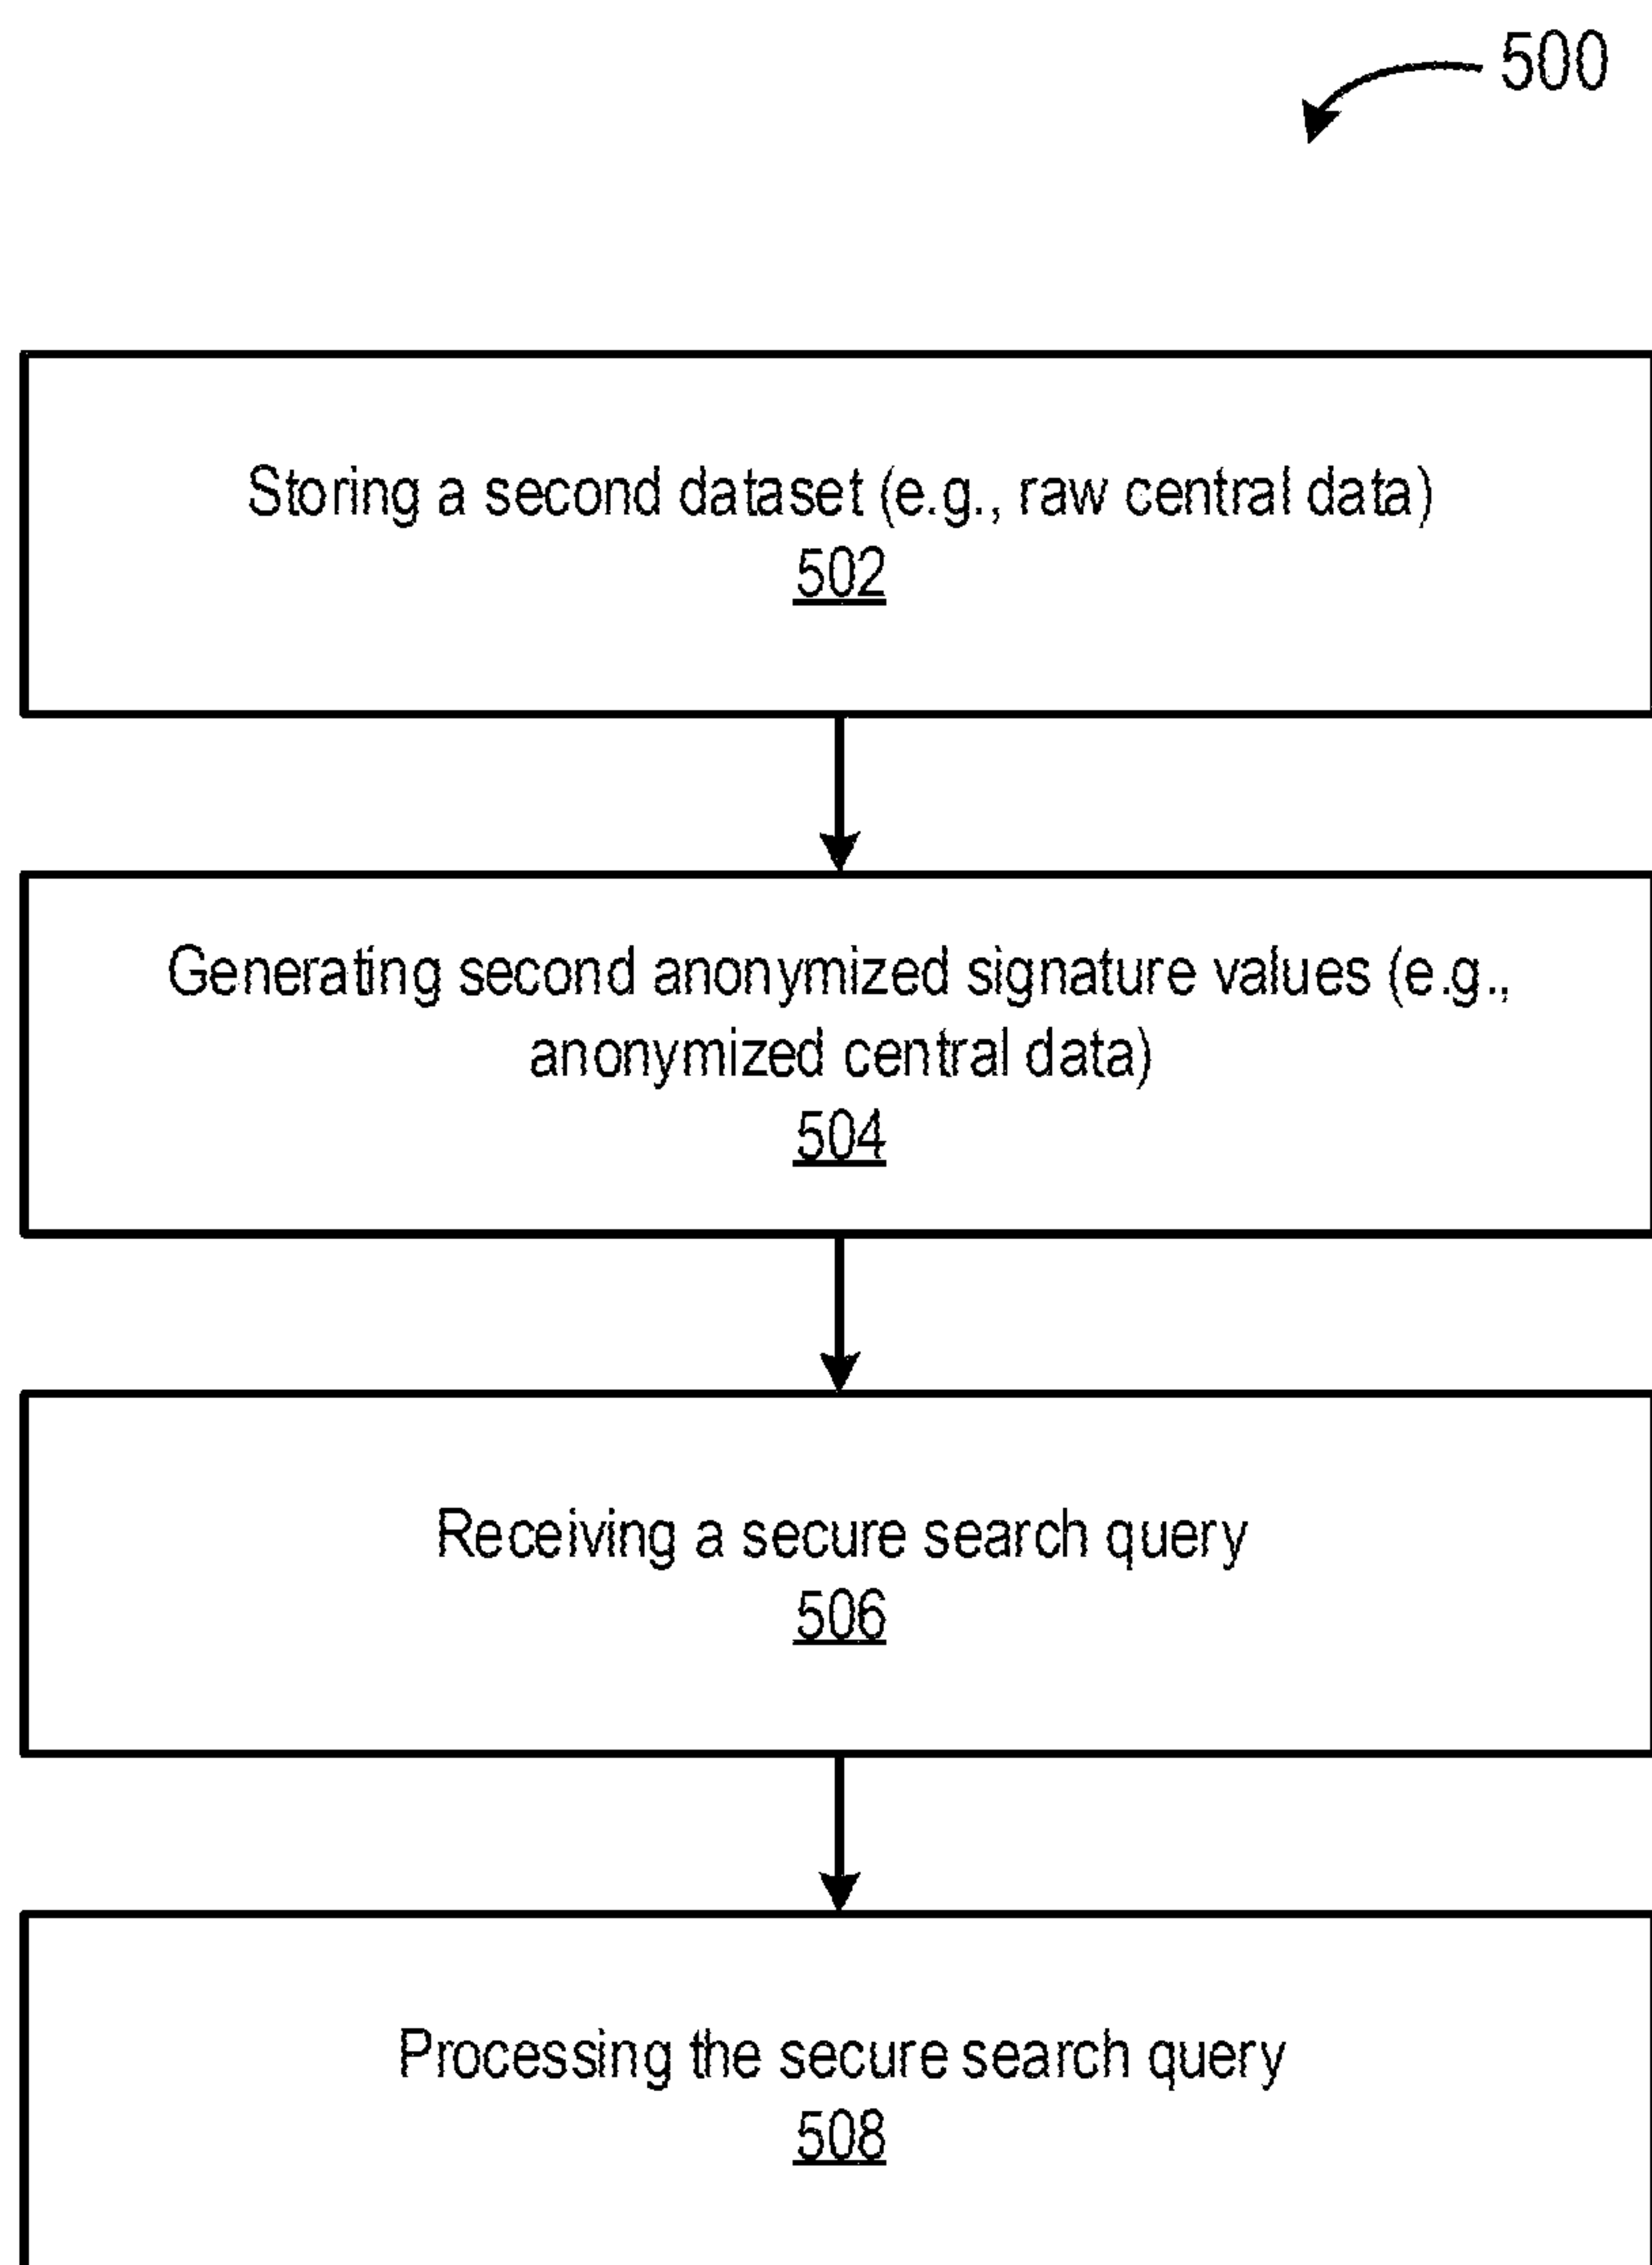 500
Storing a second dataset (e.g., raw central data)
502
Generating second anonymized signature values (e.g.,
anonymized central data)
504
Receiving a secure search query
506
Processing the secure search query
508